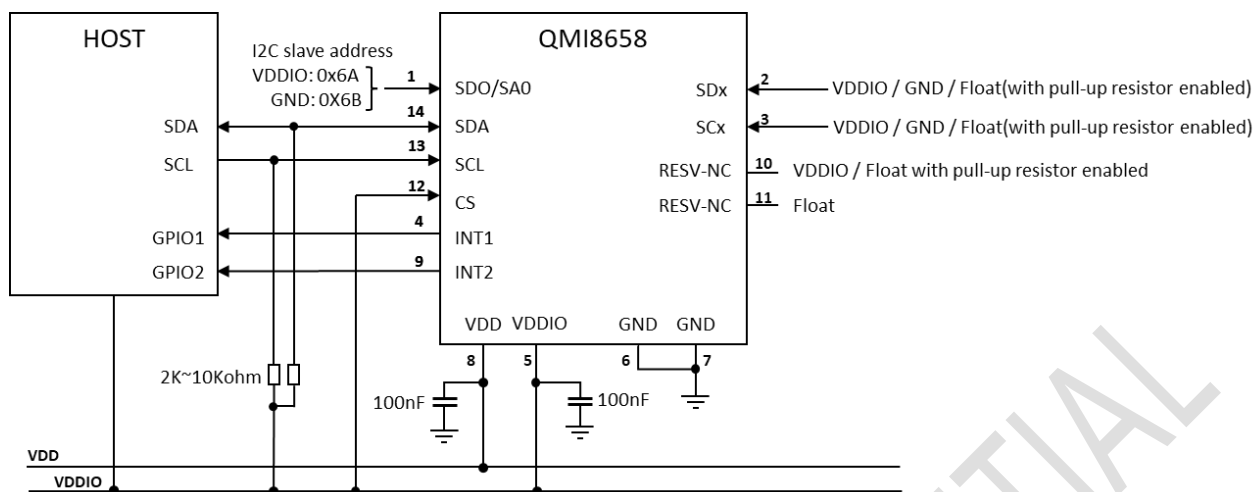 HOST
QMI8658
I2C slave address
VDDIO: 0x6A
GND: 0X6B
1
SDO/SA0
SDx
2
VDDIO / GND / Float(with pull-up resistor enabled)
SDA
14
SDA
SCx
3
VDDIO / GND / Float(with pull-up resistor enabled)
SCL
13
SCL
RESV-NC
10
VDDIO / Float with pull-up resistor enabled
12
CS
RESV-NC
11
Float
GPIO1
4
INT1
GPIO2
9
INT2
VDD
VDDIO
GND
GND
8
5
6
7
2K~10Kohm
100nF
100nF
VDD
VDDIO